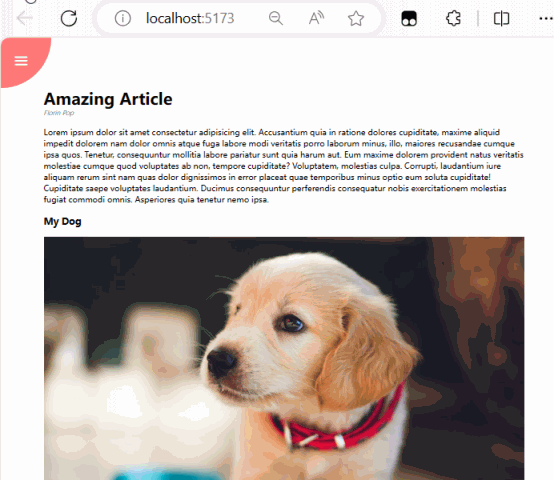 localhost:5173
Amazing Article
Florin Pop
Lorem ipsum dolor sit amet consectetur adipisicing elit. Accusantium quia in ratione dolores cupiditate, maxime aliquid
impedit dolorem nam dolor omnis atque fuga labore modi veritatis porro laborum minus, illo, maiores recusandae cumque
ipsa quos. Tenetur, consequuntur mollitia labore pariatur sunt quia harum aut. Eum maxime dolorem provident natus veritatis
molestiae cumque quod voluptates ab non, tempore cupiditate? Voluptatem, molestias culpa. Corrupti, laudantium iure
aliquam rerum sint nam quas dolor dignissimos in error placeat quae temporibus minus optio eum soluta cupiditate!
Cupiditate saepe voluptates laudantium. Ducimus consequuntur perferendis consequatur nobis exercitationem molestias
fugiat commodi omnis. Asperiores quia tenetur nemo ipsa.
My Dog